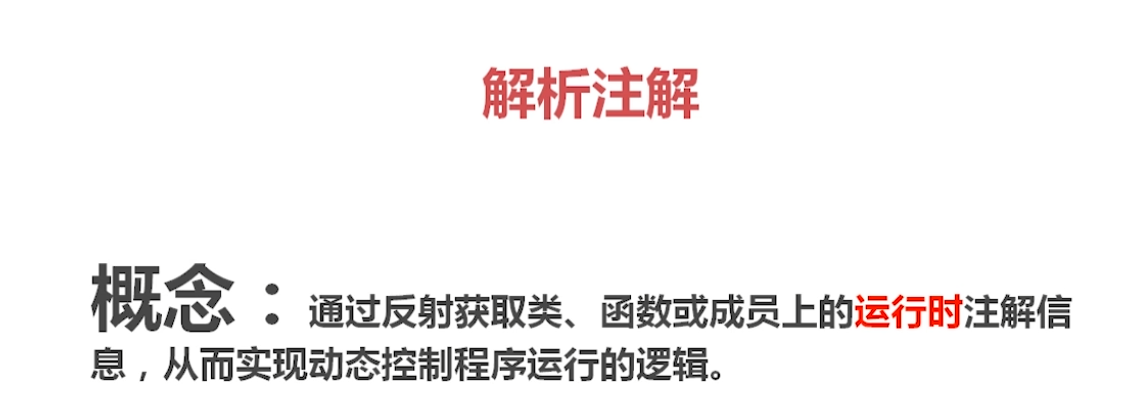 解析注解
概念：通过反射获取类、函数或成员上的运行时注解信
息，从而实现动态控制程序运行的逻辑。